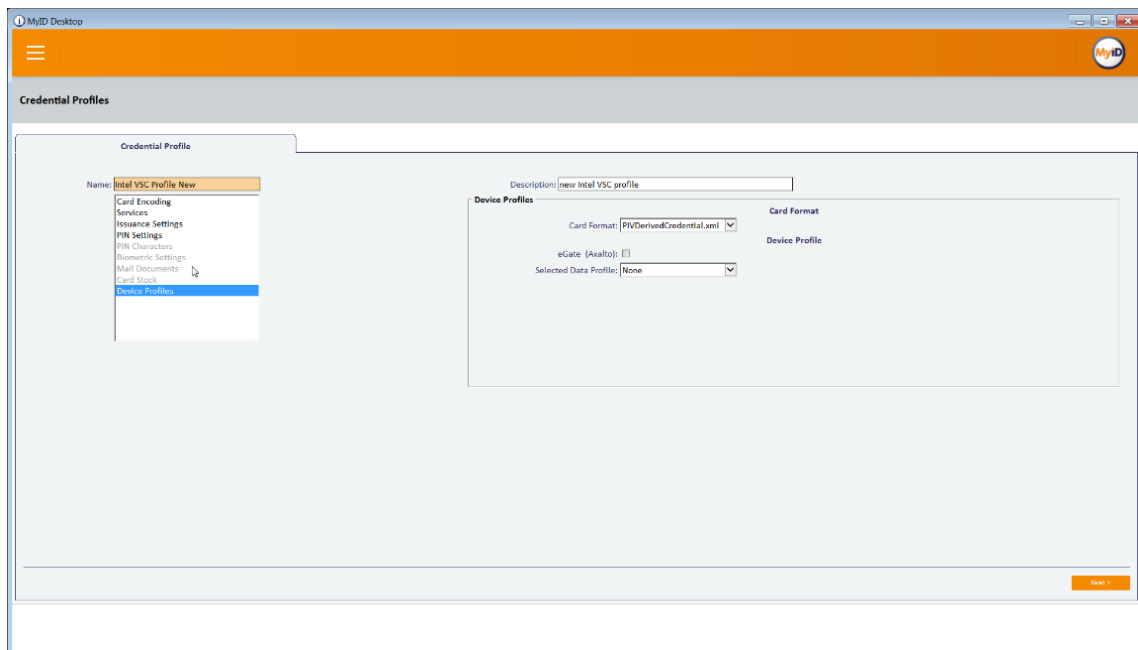 MyID Desktop
MyID
Credential Profiles
Credential Profile
Name: Intel VSC Profile New
Description: new Intel VSC profile
Card Encoding
Services
Issuance Settings
PIN Settings
PIN Characters
Biometric Settings
Mail Documents
Card Stock
Device Profiles
Device Profiles
Card Format
Card Format: PIVDerivedCredential.xml
Device Profile
eGate (Axalto):
Selected Data Profile: None
Next >